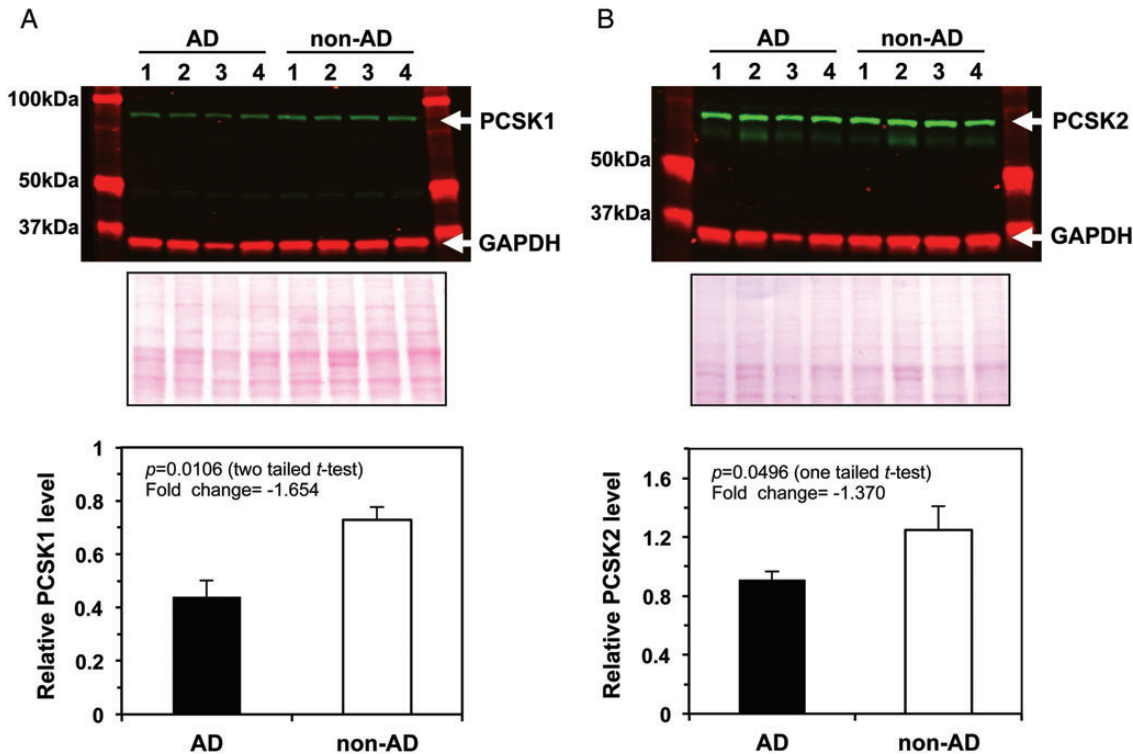 A
AD non-AD
1 2 3 4 1 2 3 4
100kDa
PCSK1
50kDa
37kDa
GAPDH
p=0.0106 (two tailed t-test)
Fold change= -1.654
Relative PCSK1 level
1
0.8
0.6
0.4
0.2
0
AD non-AD
B
AD non-AD
1 2 3 4 1 2 3 4
PCSK2
50kDa
37kDa
GAPDH
p=0.0496 (one tailed t-test)
Fold change= -1.370
Relative PCSK2 level
1.6
1.2
0.8
0.4
0
AD non-AD